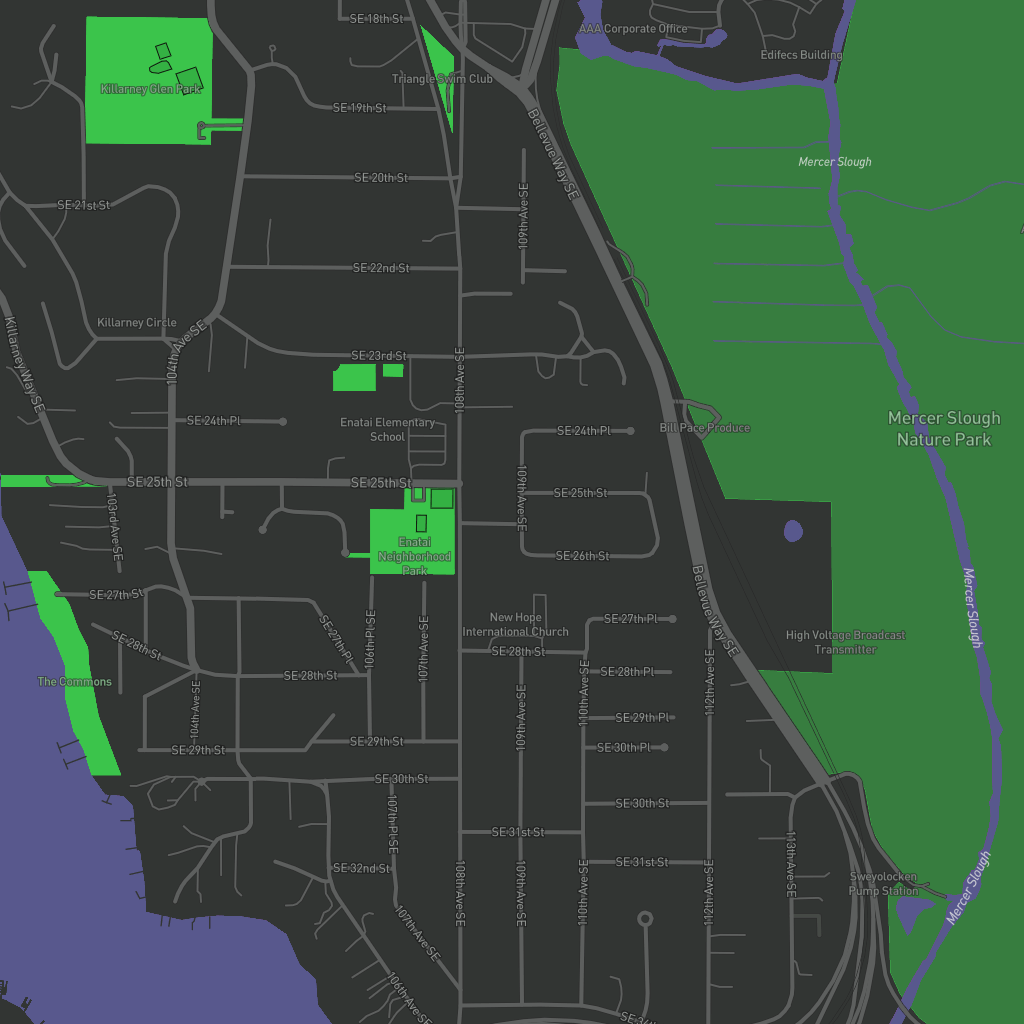 SE 18th St
AAA Corporate Office
Edifecs Building
Triangle Swim Club
Killarney Glen Park
SE 19th St
Bellevue Way SE
Mercer Slough
SE 20th St
SE 21st St
109th Ave SE
SE 22nd St
Killarney Circle
Killarney Way SE
104th Ave SE
SE 23rd St
108th Ave SE
SE 24th Pl
Enatai Elementary
School
SE 24th Pl
Bill Pace Produce
Mercer Slough
Nature Park
SE 25th St
SE 25th St
SE 25th St
109th Ave SE
103rd Ave SE
Enatai
Neighborhood
Park
SE 26th St
Bellevue Way SE
Mercer Slough
SE 27th St
SE 28th St
SE 27th Pl
106th Pl SE
107th Ave SE
New Hope
International Church
SE 27th Pl
High Voltage Broadcast
Transmitter
SE 28th St
SE 28th St
SE 28th Pl
The Commons
104th Ave SE
109th Ave SE
110th Ave SE
112th Ave SE
SE 29th Pl
SE 29th St
SE 29th St
SE 30th Pl
SE 30th St
107th Pl SE
SE 30th St
SE 31st St
SE 31st St
113th Ave SE
SE 32nd St
108th Ave SE
109th Ave SE
110th Ave SE
112th Ave SE
Sweyolocken
Pump Station
Mercer Slough
107th Ave SE
106th Ave SE